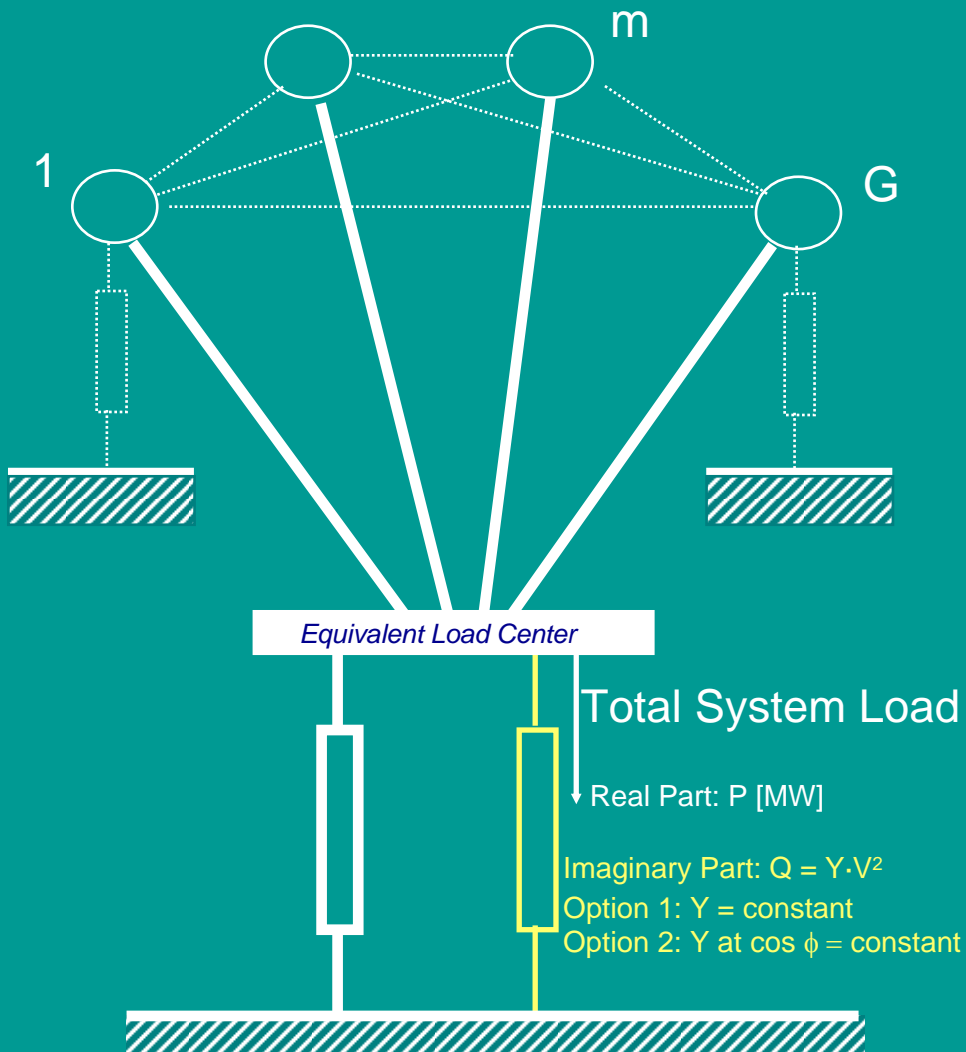 m
1
G
Equivalent Load Center
Total System Load
Real Part: P [MW]
Imaginary Part: Q = Y·V²
Option 1: Y = constant
Option 2: Y at cos ϕ = constant